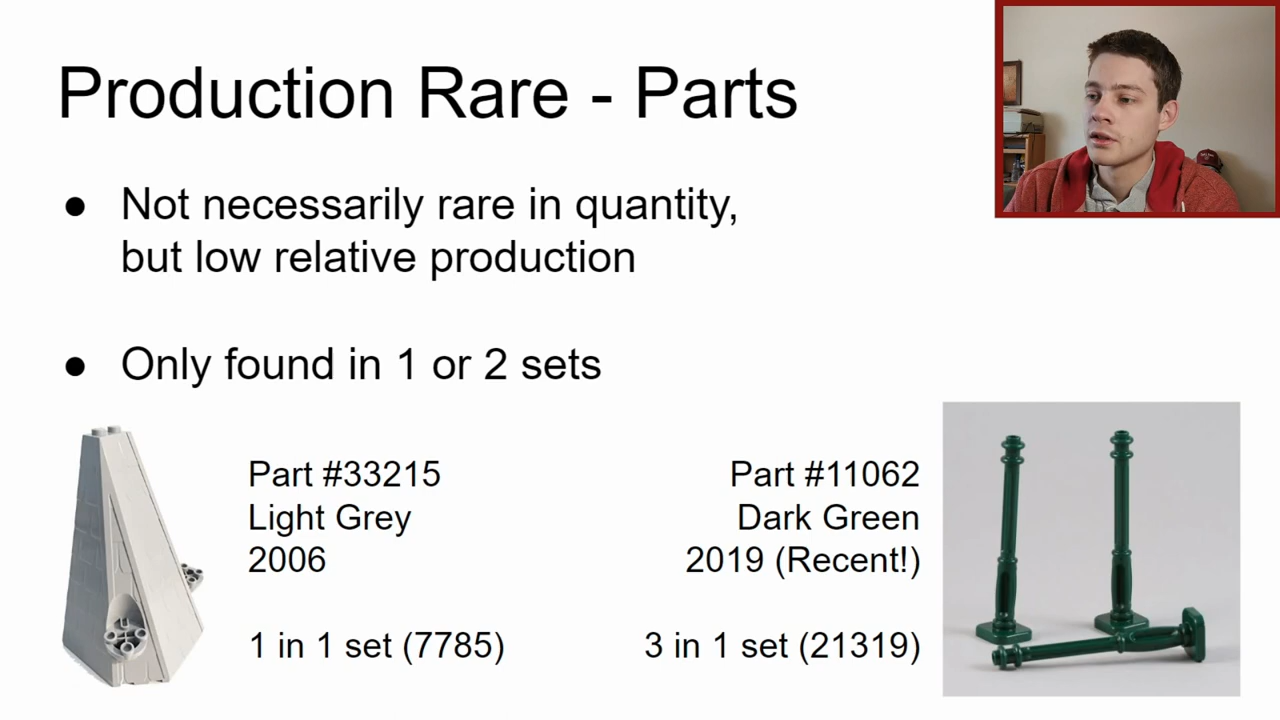 Production Rare - Parts
● Not necessarily rare in quantity,
but low relative production
● Only found in 1 or 2 sets
Part #33215
Light Grey
2006
1 in 1 set (7785)
Part #11062
Dark Green
2019 (Recent!)
3 in 1 set (21319)